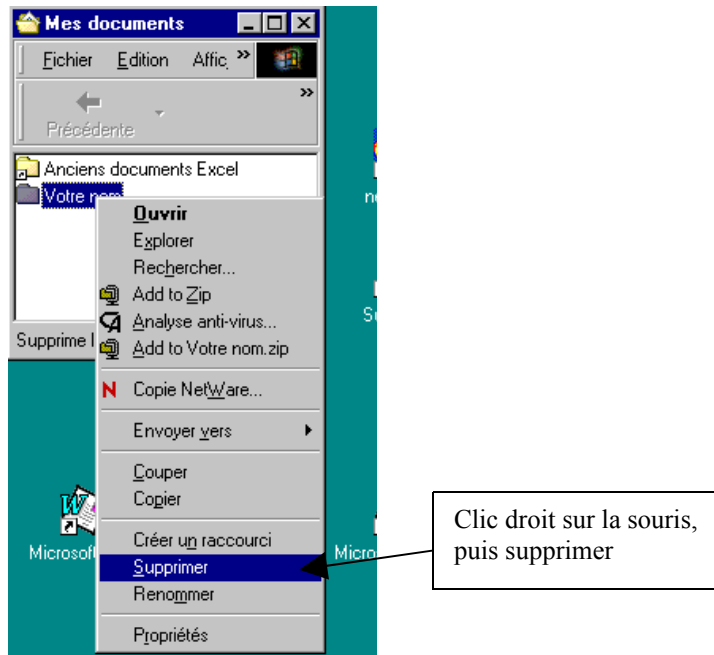 Mes documents
Fichier Edition Affic »
»
Précédente
Anciens documents Excel
Votre nom
Ouvrir
Explorer
Rechercher...
Add to Zip
Analyse anti-virus...
Add to Votre nom.zip
Supprime l
N Copie NetWare...
Envoyer vers
Couper
Copier
Créer un raccourci
Supprimer
Renommer
Propriétés
Microsoft
Clic droit sur la souris,
puis supprimer